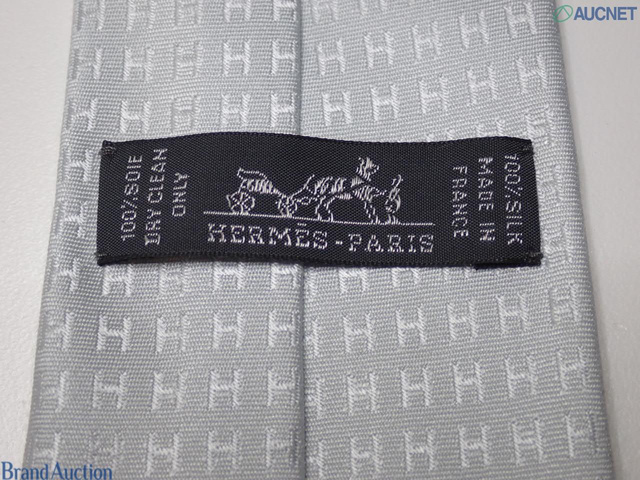 AUCNET
100% SOIE
DRY CLEAN
ONLY
HERMÈS-PARIS
100% SILK
MADE IN
FRANCE
Brand Auction